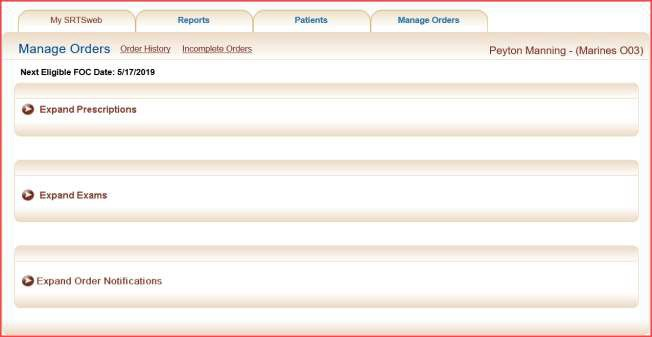 My SRTSweb Reports Patients Manage Orders
Manage Orders Order History Incomplete Orders Peyton Manning - (Marines O03)
Next Eligible FOC Date: 5/17/2019
Expand Prescriptions
Expand Exams
Expand Order Notifications